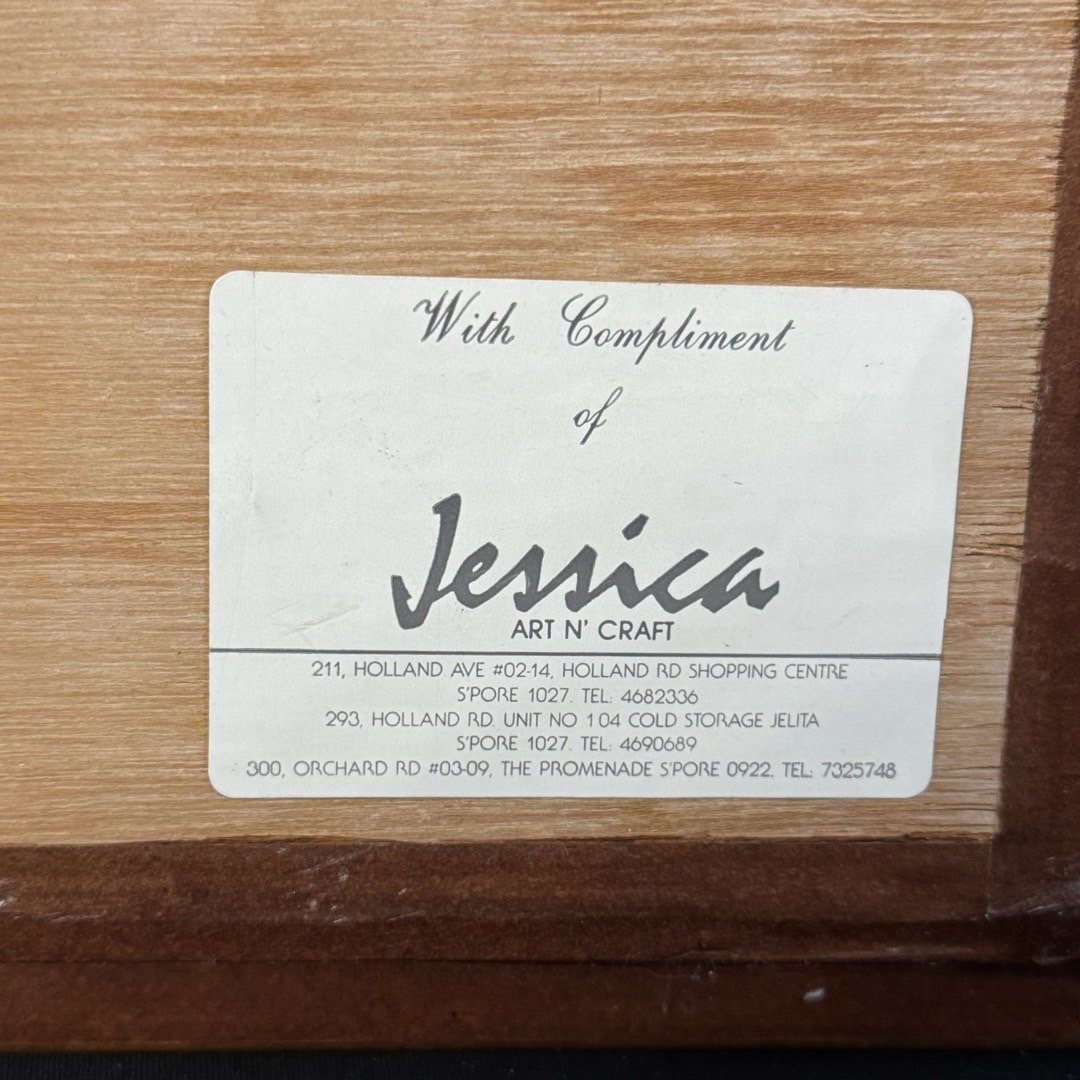 With Compliment
of
Jessica
ART N' CRAFT
211, HOLLAND AVE #02-14, HOLLAND RD SHOPPING CENTRE
S'PORE 1027. TEL: 4682336
293, HOLLAND RD. UNIT NO 104 COLD STORAGE JELITA
S'PORE 1027. TEL: 4690689
300, ORCHARD RD #03-09, THE PROMENADE S'PORE 0922. TEL: 7325748